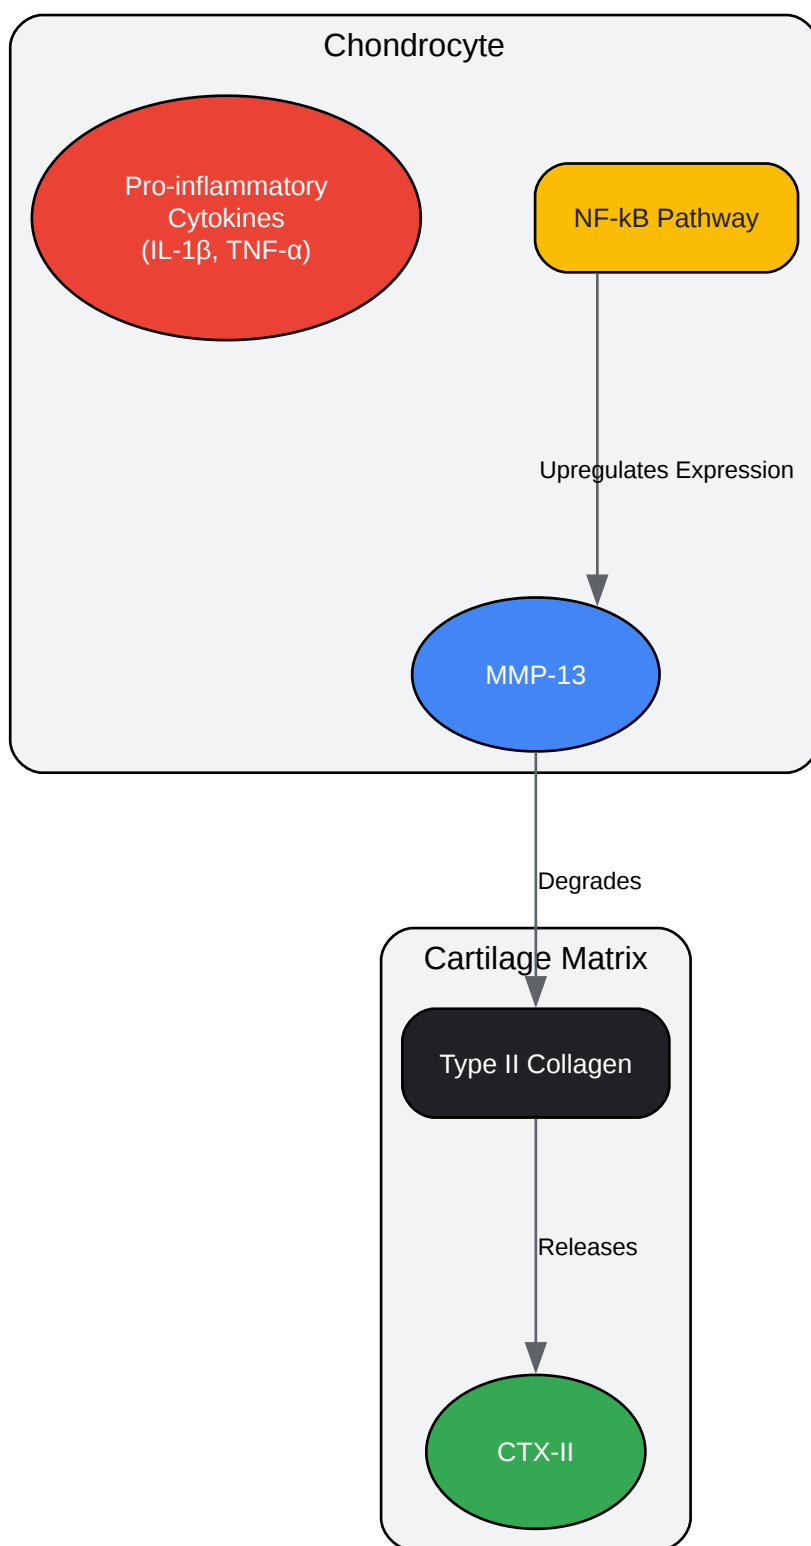 Chondrocyte
Pro-inflammatory
Cytokines
(IL-1β, TNF-α)
NF-kB Pathway
Upregulates Expression
MMP-13
Degrades
Cartilage Matrix
Type II Collagen
Releases
CTX-II